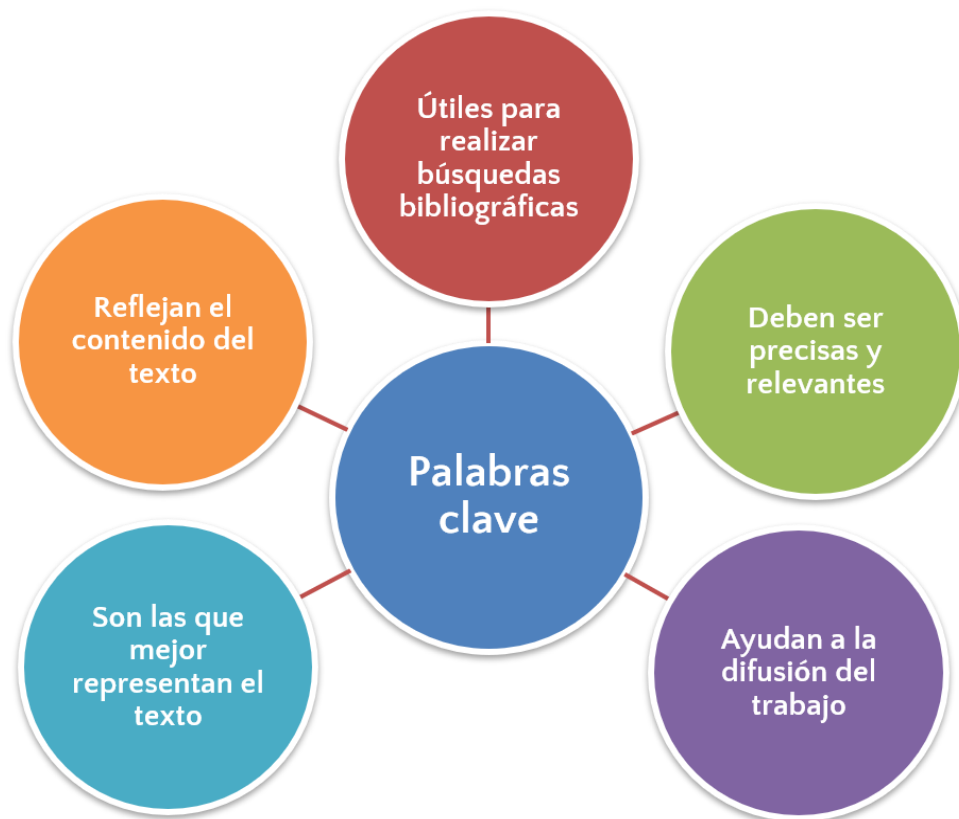 Útiles para
realizar
búsquedas
bibliográficas
Reflejan el
contenido del
texto
Deben ser
precisas y
relevantes
Palabras
clave
Son las que
mejor
representan el
texto
Ayudan a la
difusión del
trabajo